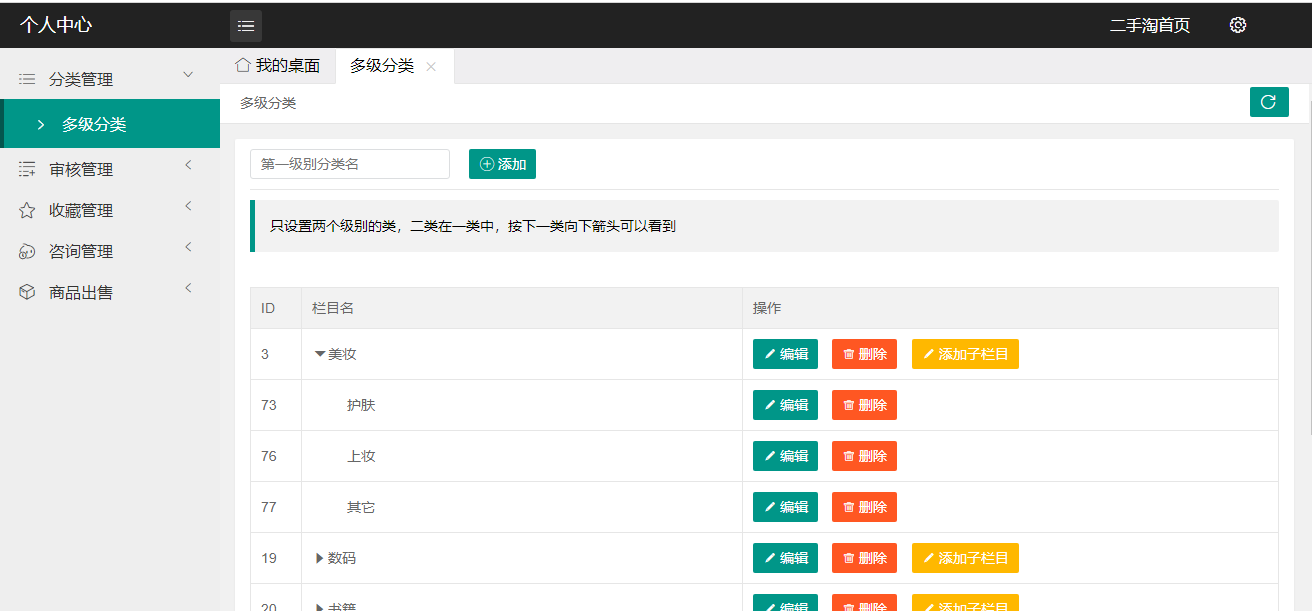 个人中心
二手淘首页
分类管理
多级分类
审核管理
收藏管理
咨询管理
商品出售
我的桌面
多级分类
多级分类
第一级别分类名
添加
只设置两个级别的类，二类在一类中，按下一类向下箭头可以看到
ID 栏目名 操作
3 美妆 编辑 删除 添加子栏目
73 护肤 编辑 删除
76 上妆 编辑 删除
77 其它 编辑 删除
19 数码 编辑 删除 添加子栏目
20 书籍 编辑 删除 添加子栏目